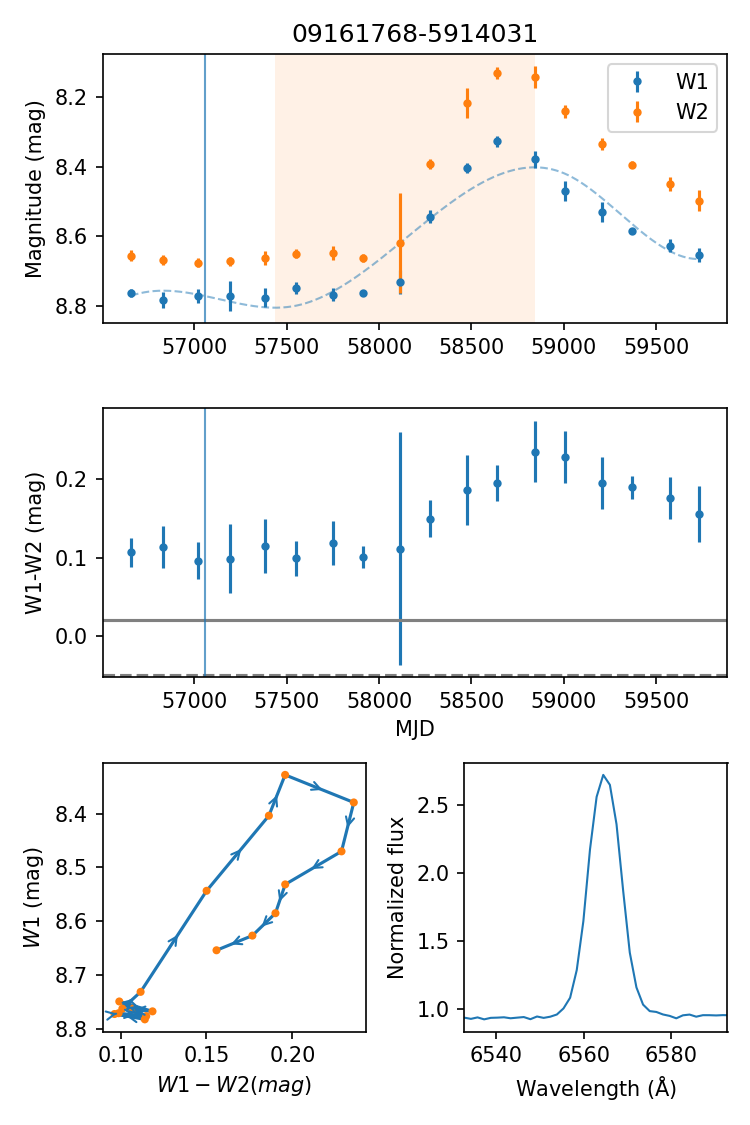 09161768-5914031
Magnitude (mag)
8.2
8.4
8.6
8.8
W1
W2
57000 57500 58000 58500 59000 59500
W1-W2 (mag)
0.2
0.1
0.0
57000 57500 58000 58500 59000 59500
MJD
W1 (mag)
8.4
8.5
8.6
8.7
8.8
0.10 0.15 0.20
W1 − W2(mag)
Normalized flux
2.5
2.0
1.5
1.0
6540 6560 6580
Wavelength (Å)